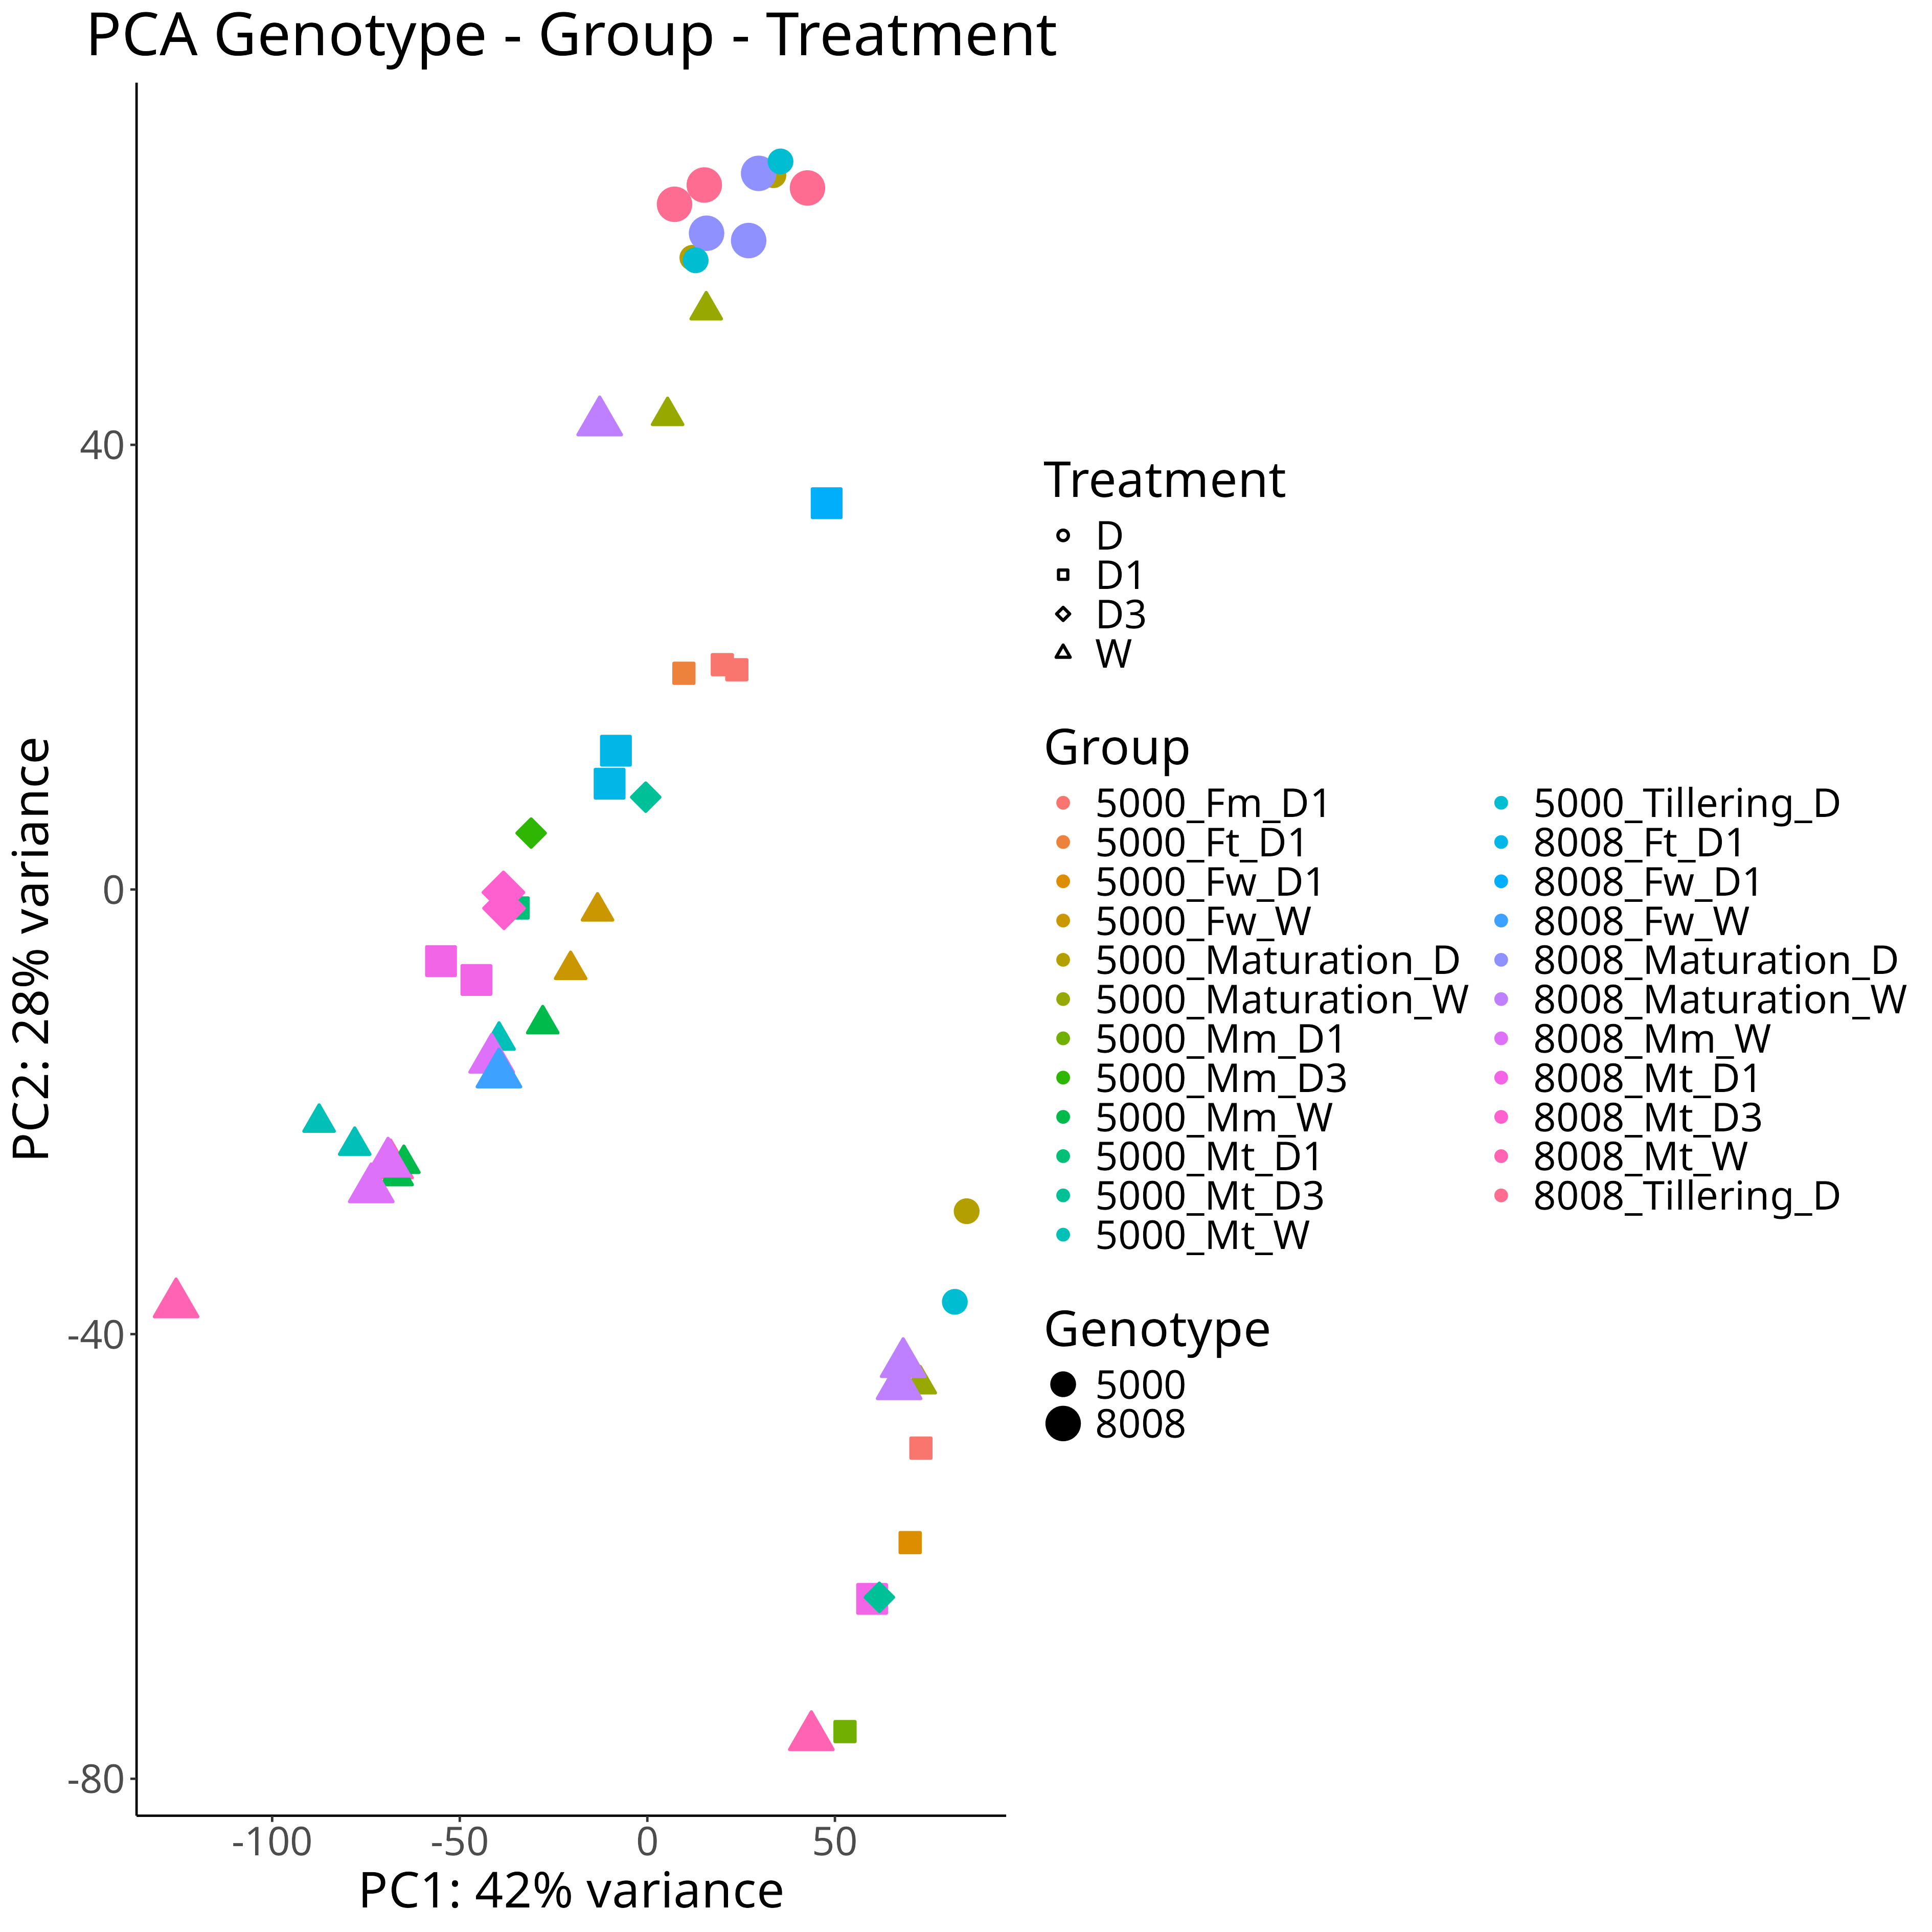 PCA Genotype - Group - Treatment
PC2: 28% variance
40
0
-40
-80
-100
-50
0
50
PC1: 42% variance
Treatment
D
D1
D3
W
Group
5000_Fm_D1
5000_Ft_D1
5000_Fw_D1
5000_Fw_W
5000_Maturation_D
5000_Maturation_W
5000_Mm_D1
5000_Mm_D3
5000_Mm_W
5000_Mt_D1
5000_Mt_D3
5000_Mt_W
5000_Tillering_D
8008_Ft_D1
8008_Fw_D1
8008_Fw_W
8008_Maturation_D
8008_Maturation_W
8008_Mm_W
8008_Mt_D1
8008_Mt_D3
8008_Mt_W
8008_Tillering_D
Genotype
5000
8008